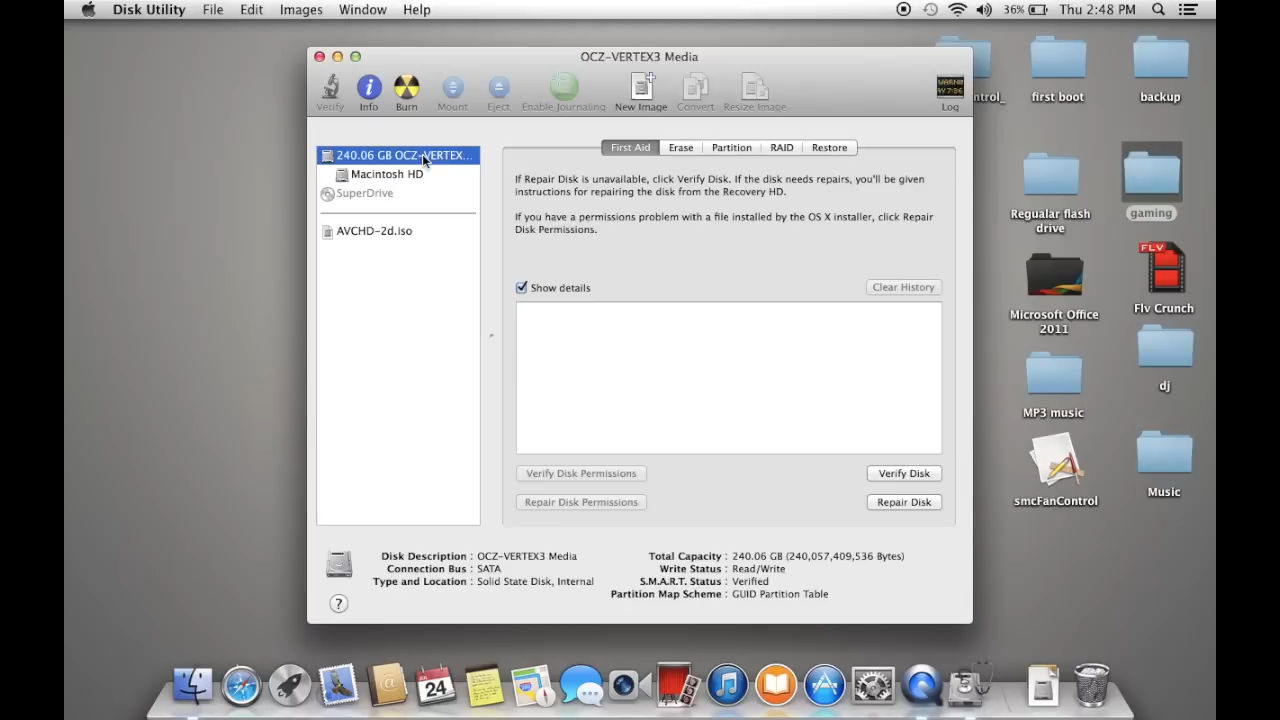 Disk Utility File Edit Images Window Help 36% Thu 2:48 PM
OCZ-VERTEX3 Media
Verify Info Burn Mount Eject Enable Journaling New Image Convert Resize Image Log
240.06 GB OCZ-VERTEX...
Macintosh HD
SuperDrive
AVCHD-2d.iso
First Aid Erase Partition RAID Restore
If Repair Disk is unavailable, click Verify Disk. If the disk needs repairs, you'll be given
instructions for repairing the disk from the Recovery HD.
If you have a permissions problem with a file installed by the OS X installer, click Repair
Disk Permissions.
Show details Clear History
Verify Disk Permissions Verify Disk
Repair Disk Permissions Repair Disk
Disk Description : OCZ-VERTEX3 Media
Connection Bus : SATA
Type and Location : Solid State Disk, Internal
Total Capacity : 240.06 GB (240,057,409,536 Bytes)
Write Status : Read/Write
S.M.A.R.T. Status : Verified
Partition Map Scheme : GUID Partition Table
?
first boot
backup
Regualar flash
drive
gaming
FLV
Microsoft Office
2011
Flv Crunch
MP3 music
dj
smcFanControl
Music
24